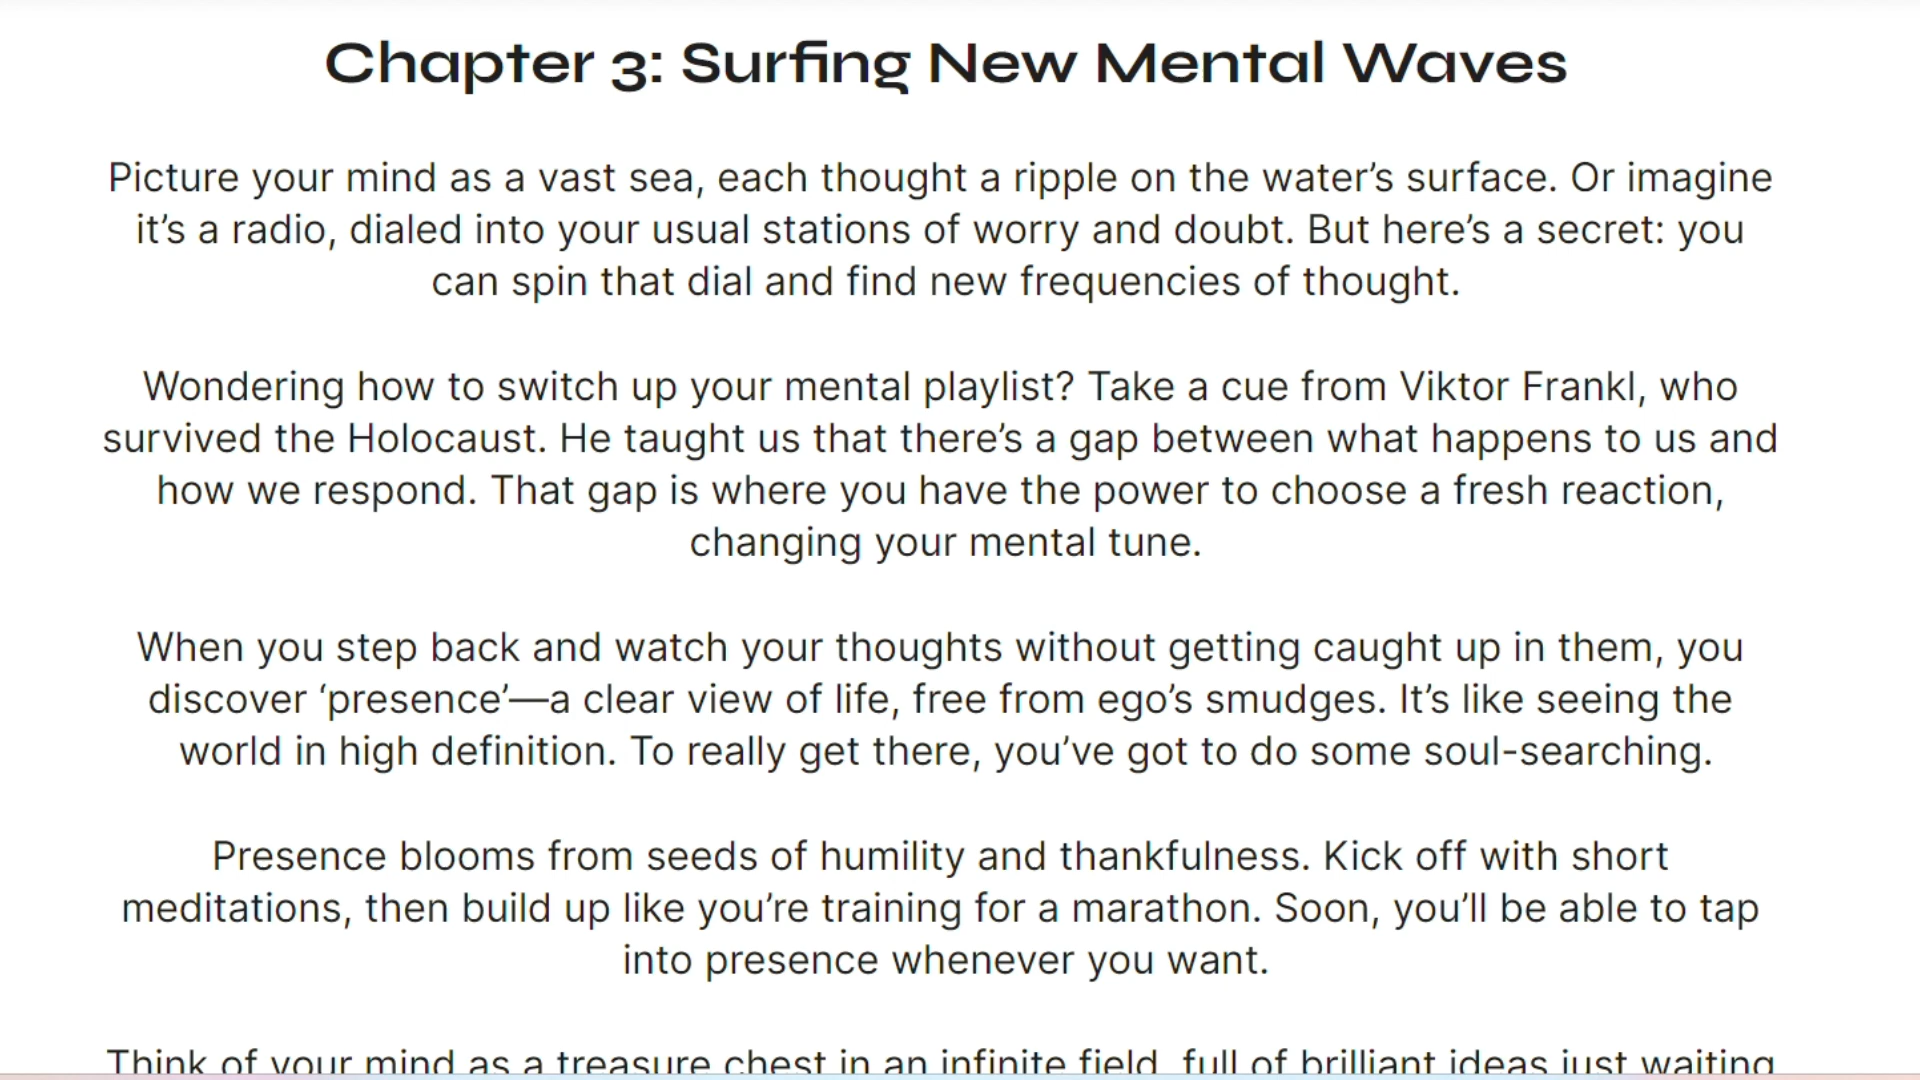 Chapter 3: Surfing New Mental Waves
Picture your mind as a vast sea, each thought a ripple on the water’s surface. Or imagine
it’s a radio, dialed into your usual stations of worry and doubt. But here’s a secret: you
can spin that dial and find new frequencies of thought.
Wondering how to switch up your mental playlist? Take a cue from Viktor Frankl, who
survived the Holocaust. He taught us that there’s a gap between what happens to us and
how we respond. That gap is where you have the power to choose a fresh reaction,
changing your mental tune.
When you step back and watch your thoughts without getting caught up in them, you
discover ‘presence’—a clear view of life, free from ego’s smudges. It’s like seeing the
world in high definition. To really get there, you’ve got to do some soul-searching.
Presence blooms from seeds of humility and thankfulness. Kick off with short
meditations, then build up like you’re training for a marathon. Soon, you’ll be able to tap
into presence whenever you want.
Think of your mind as a treasure chest in an infinite field, full of brilliant ideas just waiting